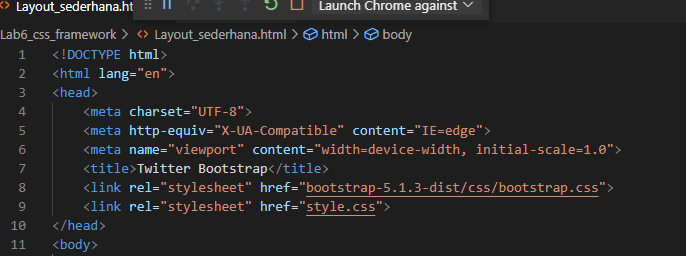 Layout_sederhana.html
Launch Chrome against
Lab6_css_framework > Layout_sederhana.html > html > body
1 <!DOCTYPE html>
2 <html lang="en">
3 <head>
4 <meta charset="UTF-8">
5 <meta http-equiv="X-UA-Compatible" content="IE=edge">
6 <meta name="viewport" content="width=device-width, initial-scale=1.0">
7 <title>Twitter Bootstrap</title>
8 <link rel="stylesheet" href="bootstrap-5.1.3-dist/css/bootstrap.css">
9 <link rel="stylesheet" href="style.css">
10 </head>
11 <body>